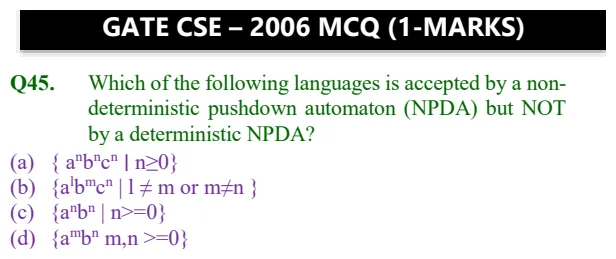 GATE CSE – 2006 MCQ (1-MARKS)
Q45. Which of the following languages is accepted by a non-
deterministic pushdown automaton (NPDA) but NOT
by a deterministic NPDA?
(a) { aⁿbⁿcⁿ | n≥0}
(b) {aˡbᵐcⁿ | l ≠ m or m≠n }
(c) {aⁿbⁿ | n>=0}
(d) {aᵐbⁿ m,n >=0}